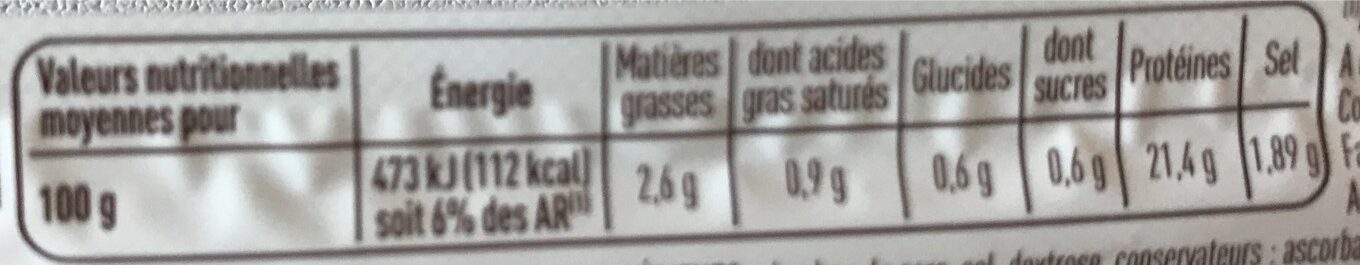 Valeurs nutritionnelles moyennes pour
Énergie
Matières grasses
dont acides gras saturés
Glucides
dont sucres
Protéines
Sel
100 g
473 kJ (112 kcal)
soit 6% des AR(1)
2,6 g
0,9 g
0,6 g
0,6 g
21,4 g
1,89 g
sel, dextrose, conservateurs : ascorba